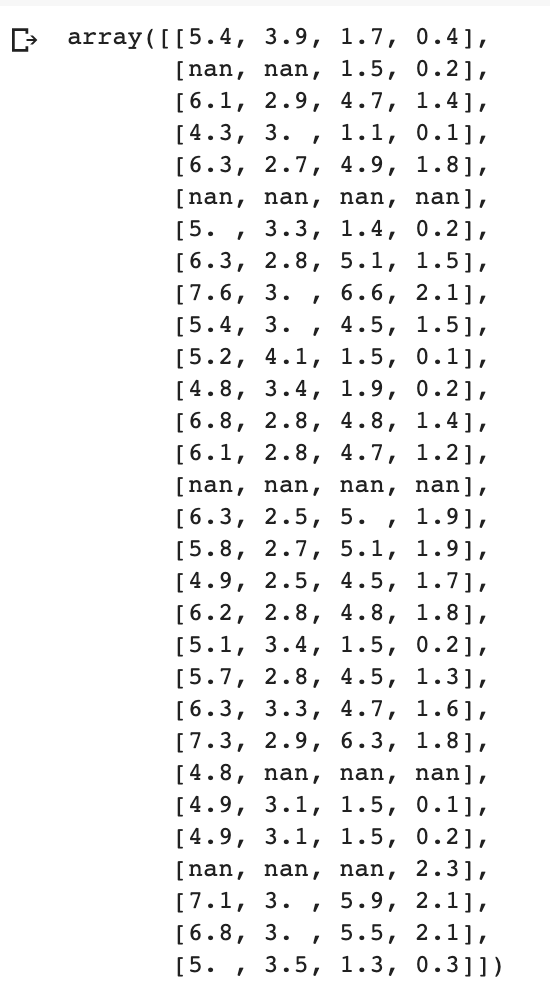 array([[5.4, 3.9, 1.7, 0.4],
[nan, nan, 1.5, 0.2],
[6.1, 2.9, 4.7, 1.4],
[4.3, 3. , 1.1, 0.1],
[6.3, 2.7, 4.9, 1.8],
[nan, nan, nan, nan],
[5. , 3.3, 1.4, 0.2],
[6.3, 2.8, 5.1, 1.5],
[7.6, 3. , 6.6, 2.1],
[5.4, 3. , 4.5, 1.5],
[5.2, 4.1, 1.5, 0.1],
[4.8, 3.4, 1.9, 0.2],
[6.8, 2.8, 4.8, 1.4],
[6.1, 2.8, 4.7, 1.2],
[nan, nan, nan, nan],
[6.3, 2.5, 5. , 1.9],
[5.8, 2.7, 5.1, 1.9],
[4.9, 2.5, 4.5, 1.7],
[6.2, 2.8, 4.8, 1.8],
[5.1, 3.4, 1.5, 0.2],
[5.7, 2.8, 4.5, 1.3],
[6.3, 3.3, 4.7, 1.6],
[7.3, 2.9, 6.3, 1.8],
[4.8, nan, nan, nan],
[4.9, 3.1, 1.5, 0.1],
[4.9, 3.1, 1.5, 0.2],
[nan, nan, nan, 2.3],
[7.1, 3. , 5.9, 2.1],
[6.8, 3. , 5.5, 2.1],
[5. , 3.5, 1.3, 0.3]])